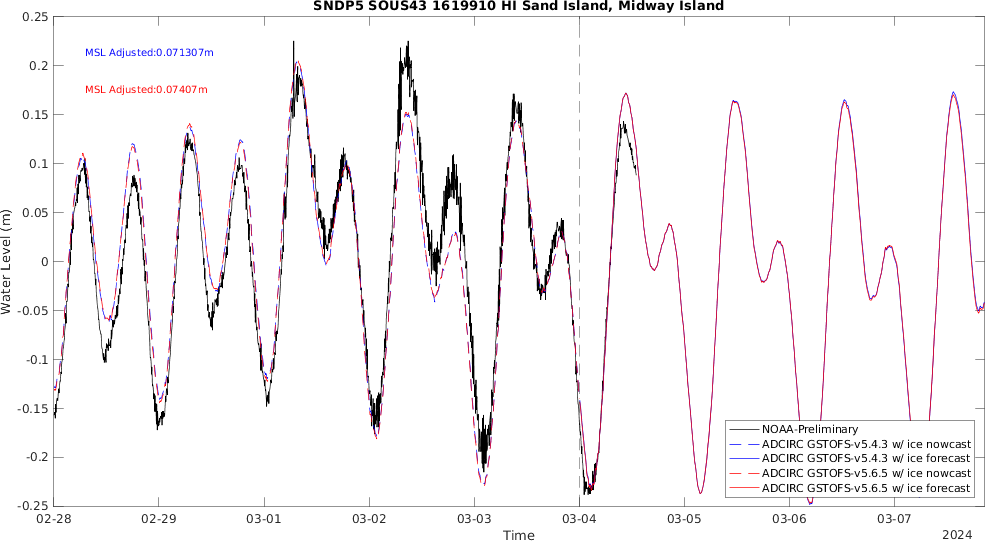 SNDP5 SOUS43 1619910 HI Sand Island, Midway Island
MSL Adjusted:0.071307m
MSL Adjusted:0.07407m
Water Level (m)
0.25
0.2
0.15
0.1
0.05
0
-0.05
-0.1
-0.15
-0.2
-0.25
NOAA-Preliminary
ADCIRC GSTOFS-v5.4.3 w/ ice nowcast
ADCIRC GSTOFS-v5.4.3 w/ ice forecast
ADCIRC GSTOFS-v5.6.5 w/ ice nowcast
ADCIRC GSTOFS-v5.6.5 w/ ice forecast
02-28 02-29 03-01 03-02 03-03 03-04 03-05 03-06 03-07
Time
2024